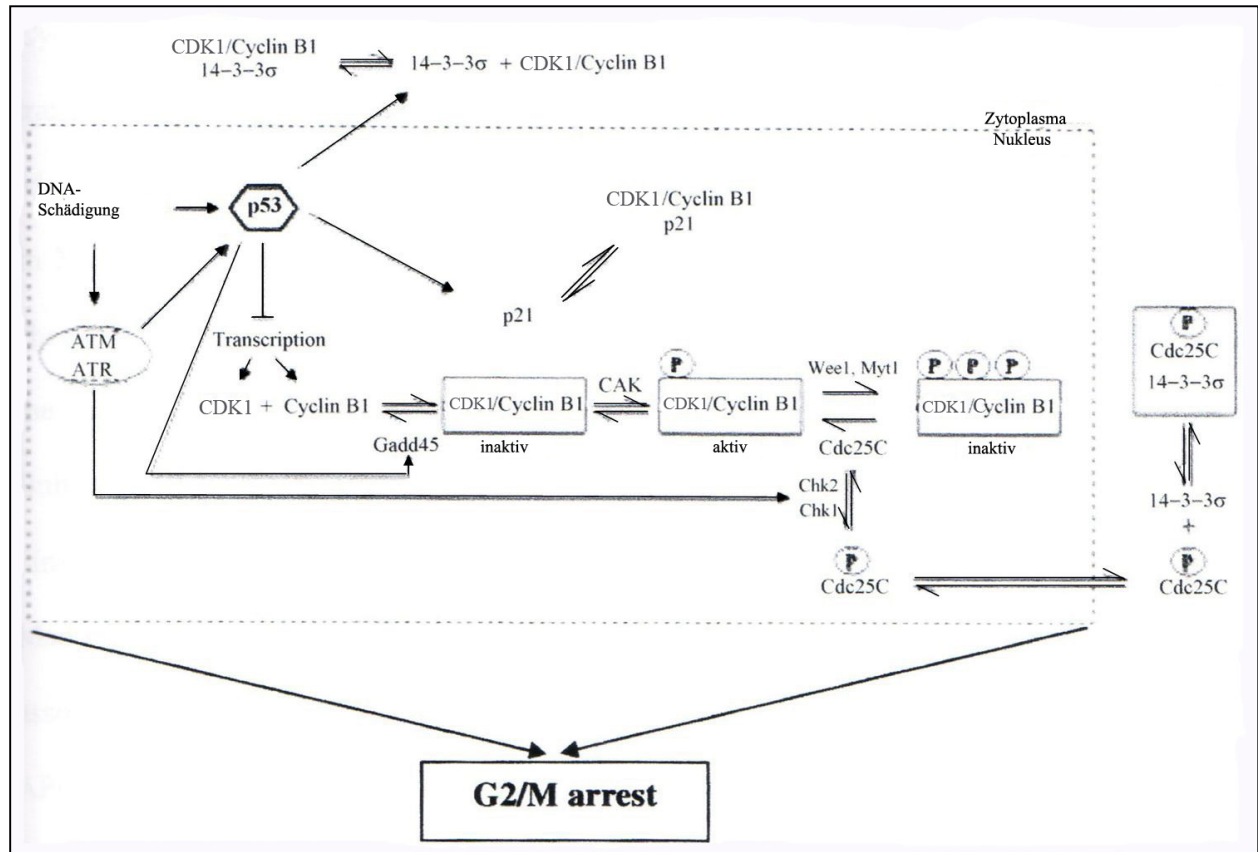 CDK1/Cyclin B1
14-3-3σ
14-3-3σ + CDK1/Cyclin B1
Zytoplasma
Nukleus
DNA-
Schädigung
p53
CDK1/Cyclin B1
p21
p21
ATM
ATR
Transcription
CDK1 + Cyclin B1
Gadd45
CDK1/Cyclin B1
inaktiv
CAK
P
CDK1/Cyclin B1
aktiv
Wee1, Myt1
Cdc25C
P P P
CDK1/Cyclin B1
inaktiv
Chk2
Chk1
P
Cdc25C
P
Cdc25C
14-3-3σ
14-3-3σ
+
P
Cdc25C
G2/M arrest